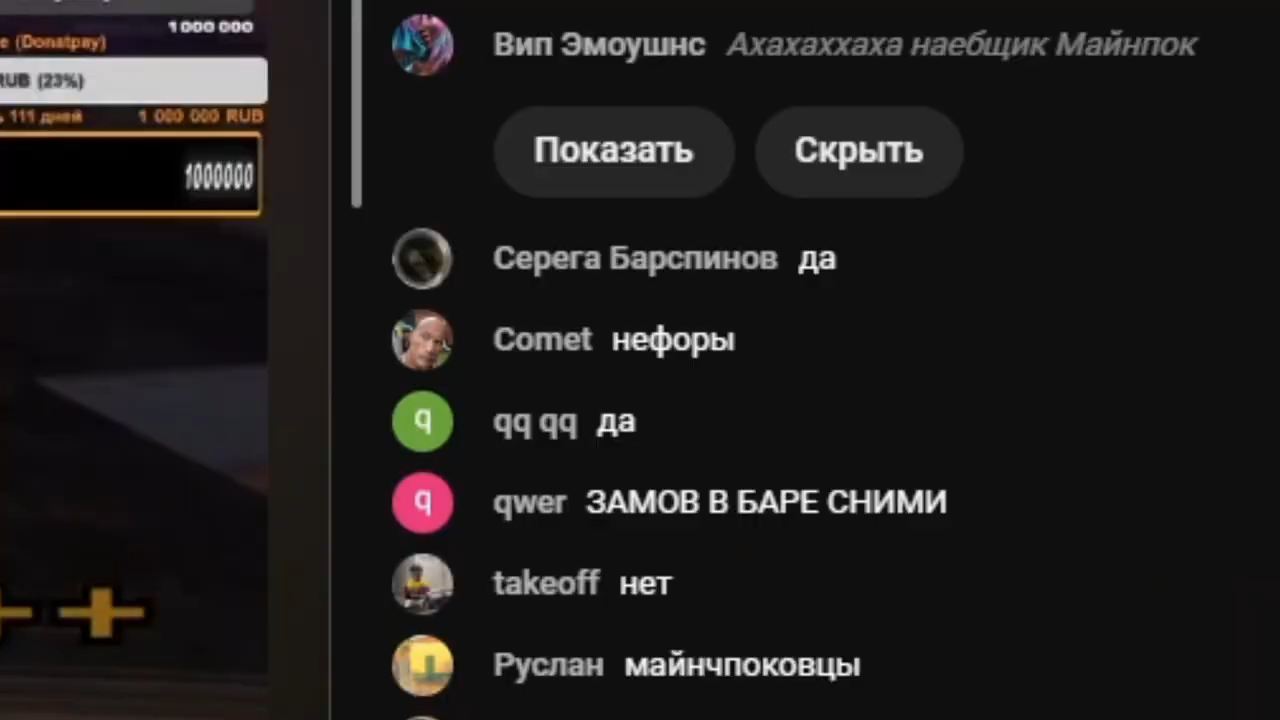 1 000 000
e (Donatpay)
RUB (23%)
111 дней 1 000 000 RUB
1000000
Вип Эмоушнс Ахахаххаха наебщик Майнпок
Показать Скрыть
Серега Барспинов да
Comet нефоры
q qq qq да
q qwer ЗАМОВ В БАРЕ СНИМИ
takeoff нет
Руслан майнчпоковцы